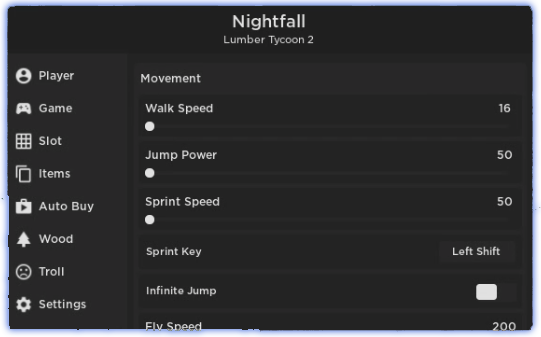 Nightfall
Lumber Tycoon 2
Player
Game
Slot
Items
Auto Buy
Wood
Troll
Settings
Movement
Walk Speed 16
Jump Power 50
Sprint Speed 50
Sprint Key Left Shift
Infinite Jump
Fly Speed 200